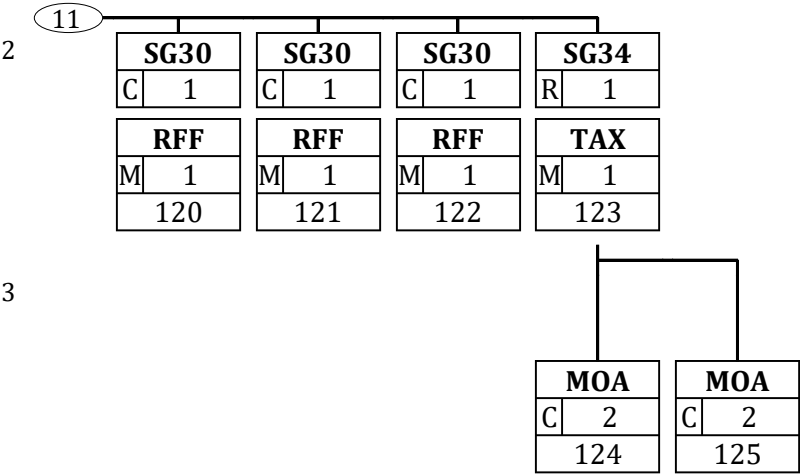 11
2
SG30 SG30 SG30 SG34
C 1 C 1 C 1 R 1
RFF RFF RFF TAX
M 1 M 1 M 1 M 1
120 121 122 123
3
MOA MOA
C 2 C 2
124 125